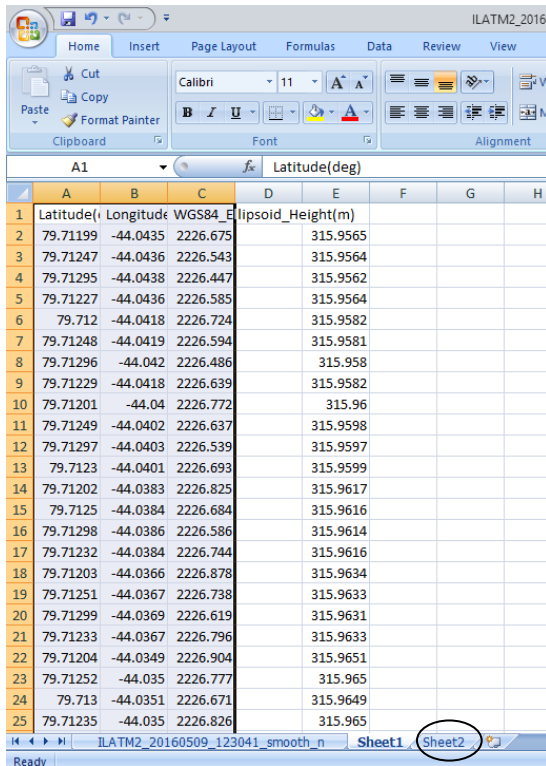 ILATM2_2016
Home Insert Page Layout Formulas Data Review View
Cut
Calibri 11 A A
Copy
Paste
Format Painter
B I U A
Clipboard Font Alignment
A1 fx Latitude(deg)
A B C D E F G H
1 Latitude( Longitude WGS84_Ellipsoid_Height(m)
2 79.71199 -44.0435 2226.675 315.9565
3 79.71247 -44.0436 2226.543 315.9564
4 79.71295 -44.0438 2226.447 315.9562
5 79.71227 -44.0436 2226.585 315.9564
6 79.712 -44.0418 2226.724 315.9582
7 79.71248 -44.0419 2226.594 315.9581
8 79.71296 -44.042 2226.486 315.958
9 79.71229 -44.0418 2226.639 315.9582
10 79.71201 -44.04 2226.772 315.96
11 79.71249 -44.0402 2226.637 315.9598
12 79.71297 -44.0403 2226.539 315.9597
13 79.7123 -44.0401 2226.693 315.9599
14 79.71202 -44.0383 2226.825 315.9617
15 79.7125 -44.0384 2226.684 315.9616
16 79.71298 -44.0386 2226.586 315.9614
17 79.71232 -44.0384 2226.744 315.9616
18 79.71203 -44.0366 2226.878 315.9634
19 79.71251 -44.0367 2226.738 315.9633
20 79.71299 -44.0369 2226.619 315.9631
21 79.71233 -44.0367 2226.796 315.9633
22 79.71204 -44.0349 2226.904 315.9651
23 79.71252 -44.035 2226.777 315.965
24 79.713 -44.0351 2226.671 315.9649
25 79.71235 -44.035 2226.826 315.965
ILATM2_20160509_123041_smooth_n Sheet1 Sheet2
Ready